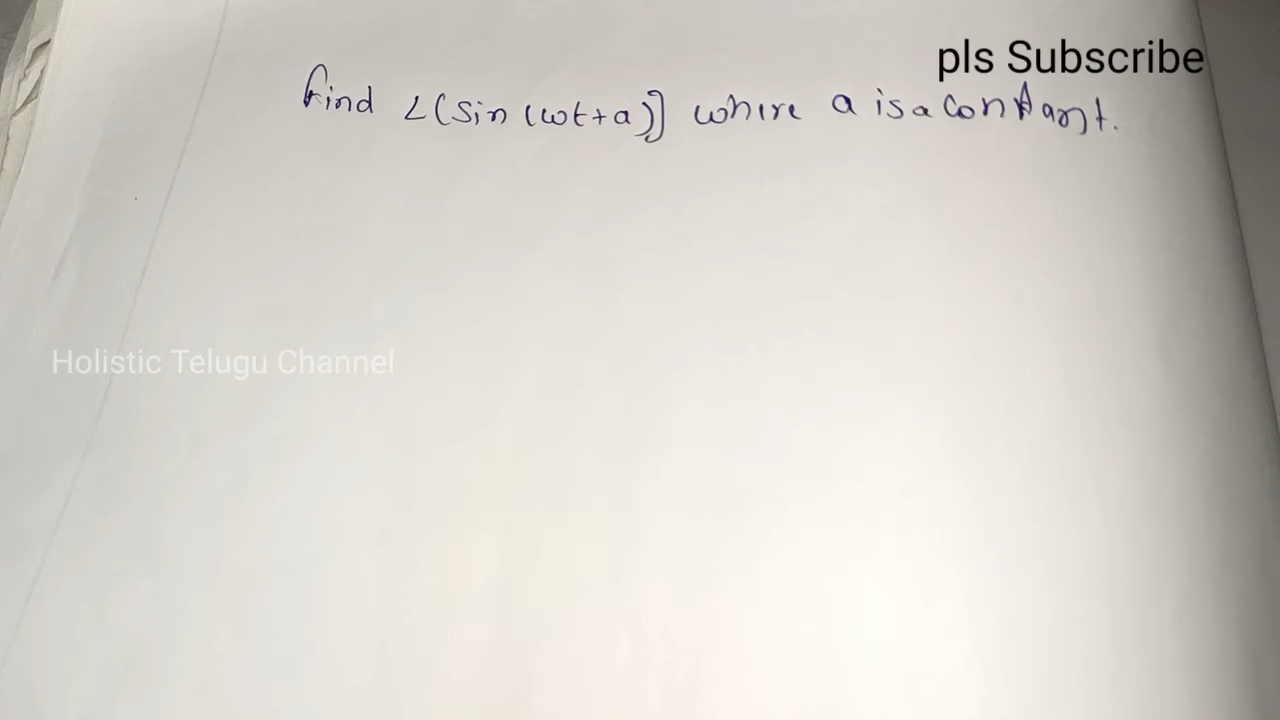 pls Subscribe
find L[sin(ωt+a)] where a is a constant.
Holistic Telugu Channel